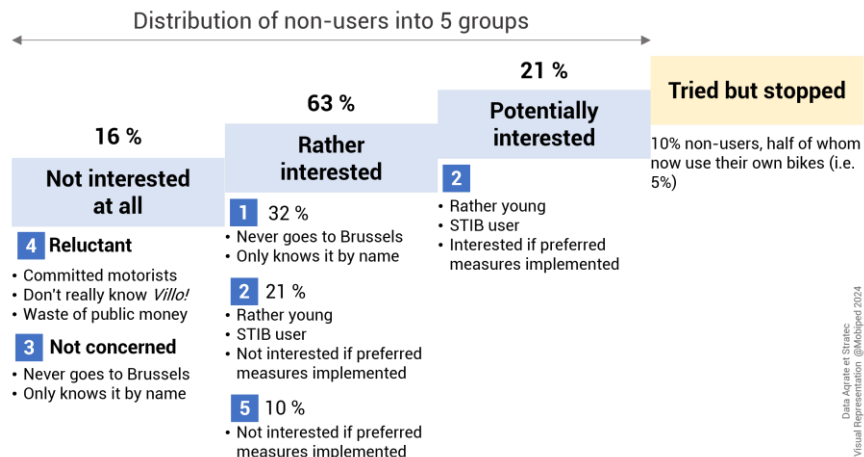 Distribution of non-users into 5 groups
16 %
Not interested
at all
4 Reluctant
• Committed motorists
• Don't really know Villo!
• Waste of public money
3 Not concerned
• Never goes to Brussels
• Only knows it by name
63 %
Rather
interested
1 32 %
• Never goes to Brussels
• Only knows it by name
2 21 %
• Rather young
• STIB user
• Not interested if preferred
measures implemented
5 10 %
• Not interested if preferred
measures implemented
21 %
Potentially
interested
2
• Rather young
• STIB user
• Interested if preferred
measures implemented
Tried but stopped
10% non-users, half of whom
now use their own bikes (i.e.
5%)
Data Aqrate et Stratec
Visual Representation @Mobiped 2024